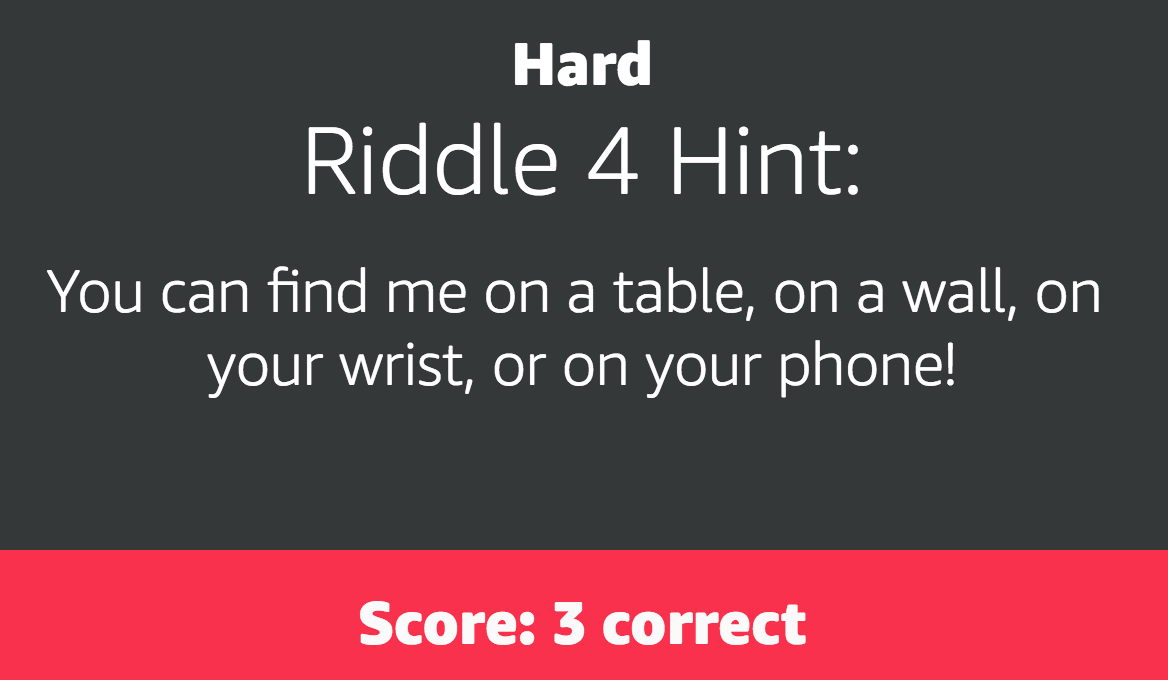 Hard
Riddle 4 Hint:
You can find me on a table, on a wall, on
your wrist, or on your phone!
Score: 3 correct